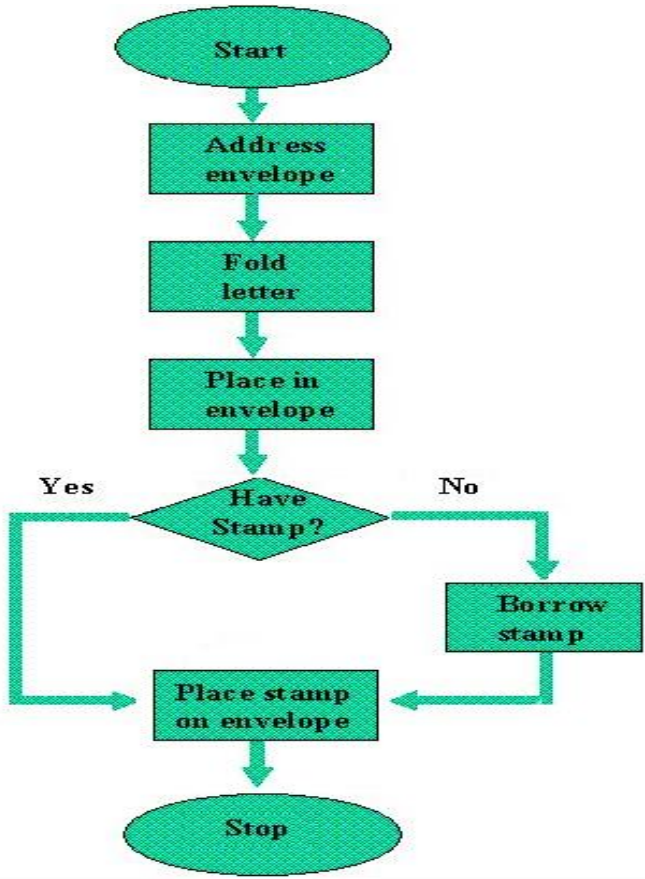 Start
Address
envelope
Fold
letter
Place in
envelope
Yes
Have
Stamp?
No
Borrow
stamp
Place stamp
on envelope
Stop